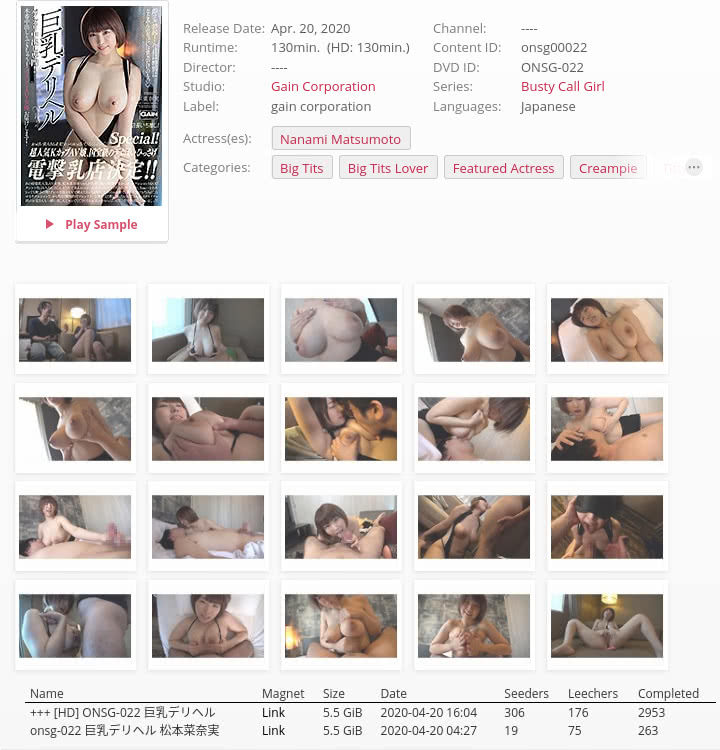 巨乳デリヘル
GAIN
Special!
電撃乳店決定!!
Play Sample
Release Date: Apr. 20, 2020
Runtime: 130min. (HD: 130min.)
Director: ----
Studio: Gain Corporation
Label: gain corporation
Channel: ----
Content ID: onsg00022
DVD ID: ONSG-022
Series: Busty Call Girl
Languages: Japanese
Actress(es): Nanami Matsumoto
Categories: Big Tits Big Tits Lover Featured Actress Creampie
Name Magnet Size Date Seeders Leechers Completed
+++ [HD] ONSG-022 巨乳デリヘル Link 5.5 GiB 2020-04-20 16:04 306 176 2953
onsg-022 巨乳デリヘル 松本菜奈実 Link 5.5 GiB 2020-04-20 04:27 19 75 263